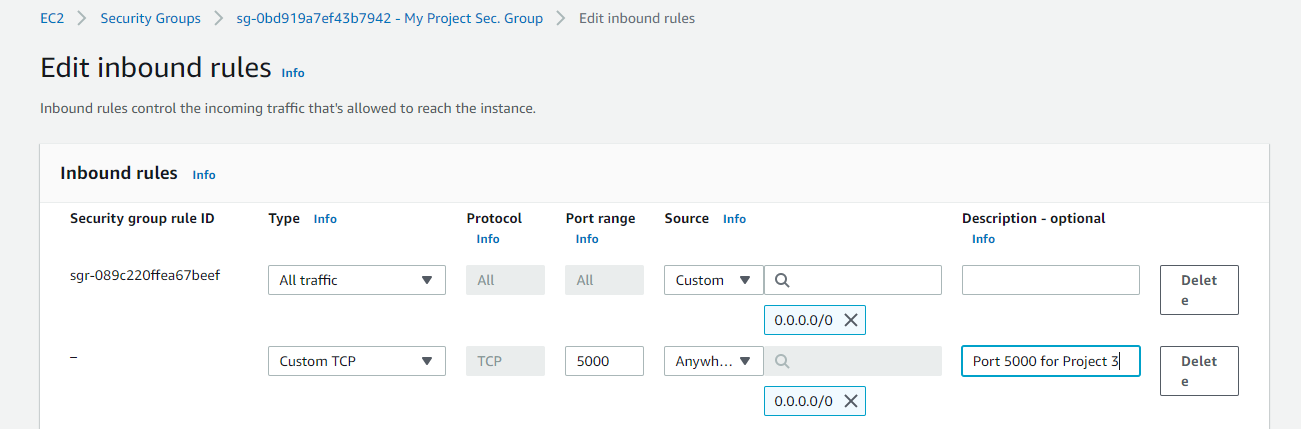 EC2 > Security Groups > sg-0bd919a7ef43b7942 - My Project Sec. Group > Edit inbound rules
Edit inbound rules Info
Inbound rules control the incoming traffic that's allowed to reach the instance.
Inbound rules Info
Security group rule ID Type Info Protocol Info Port range Info Source Info Description - optional Info
sgr-089c220ffea67beef All traffic All All Custom Delet
e
0.0.0.0/0
– Custom TCP TCP 5000 Anywh... Port 5000 for Project 3 Delet
e
0.0.0.0/0